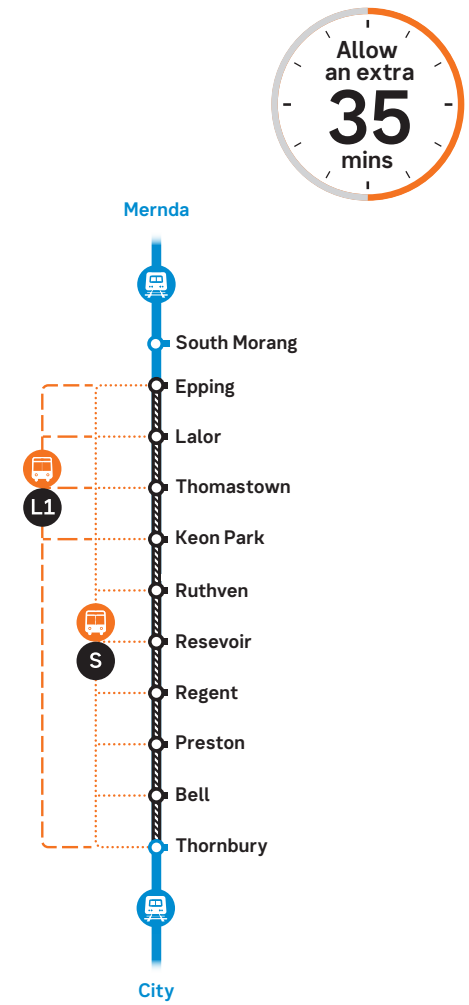 Allow
an extra
35
mins
Mernda
South Morang
Epping
Lalor
Thomastown
L1
Keon Park
Ruthven
Resevoir
S
Regent
Preston
Bell
Thornbury
City